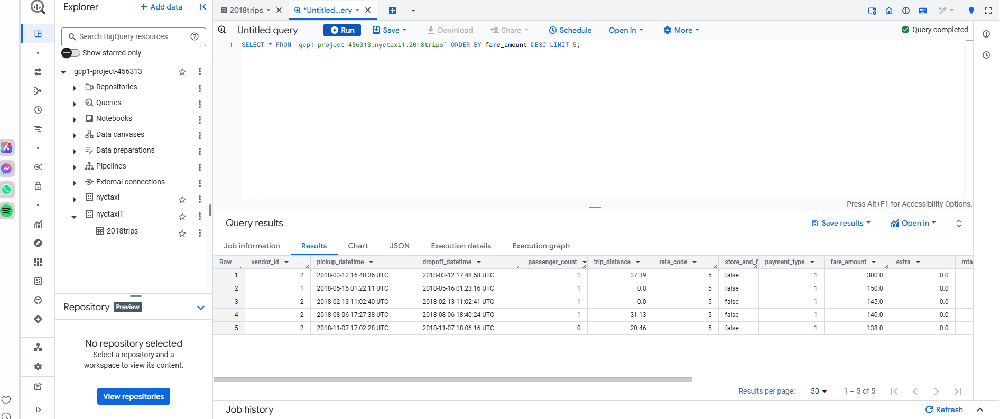 Explorer
+ Add data
Search BigQuery resources
Show starred only
gcp1-project-456313
Repositories
Queries
Notebooks
Data canvases
Data preparations
Pipelines
External connections
nyctaxi
nyctaxi1
2018trips
Repository Preview
No repository selected
Select a repository and a
workspace to view its content.
View repositories
2018trips
*Untitled...ery
Untitled query
Run
Save
Download
Share
Schedule
Open in
More
Query completed
1 SELECT * FROM `gcp1-project-456313.nyctaxi1.2018trips` ORDER BY fare_amount DESC LIMIT 5;
Press Alt+F1 for Accessibility Options.
Query results
Save results
Open in
Job information Results Chart JSON Execution details Execution graph
Row vendor_id pickup_datetime dropoff_datetime passenger_count trip_distance rate_code store_and_f payment_type fare_amount extra mta
1 2 2018-03-12 16:40:36 UTC 2018-03-12 17:48:58 UTC 1 37.39 5 false 1 300.0 0.0
2 1 2018-05-16 01:22:11 UTC 2018-05-16 01:23:16 UTC 1 0.0 5 false 1 150.0 0.0
3 2 2018-02-13 11:02:40 UTC 2018-02-13 11:02:41 UTC 1 0.0 5 false 1 145.0 0.0
4 2 2018-08-06 17:27:38 UTC 2018-08-06 18:40:24 UTC 1 31.13 5 false 1 140.0 0.0
5 2 2018-11-07 17:02:28 UTC 2018-11-07 18:06:16 UTC 0 20.46 5 false 1 138.0 0.0
Results per page: 50 1 – 5 of 5
Job history
Refresh